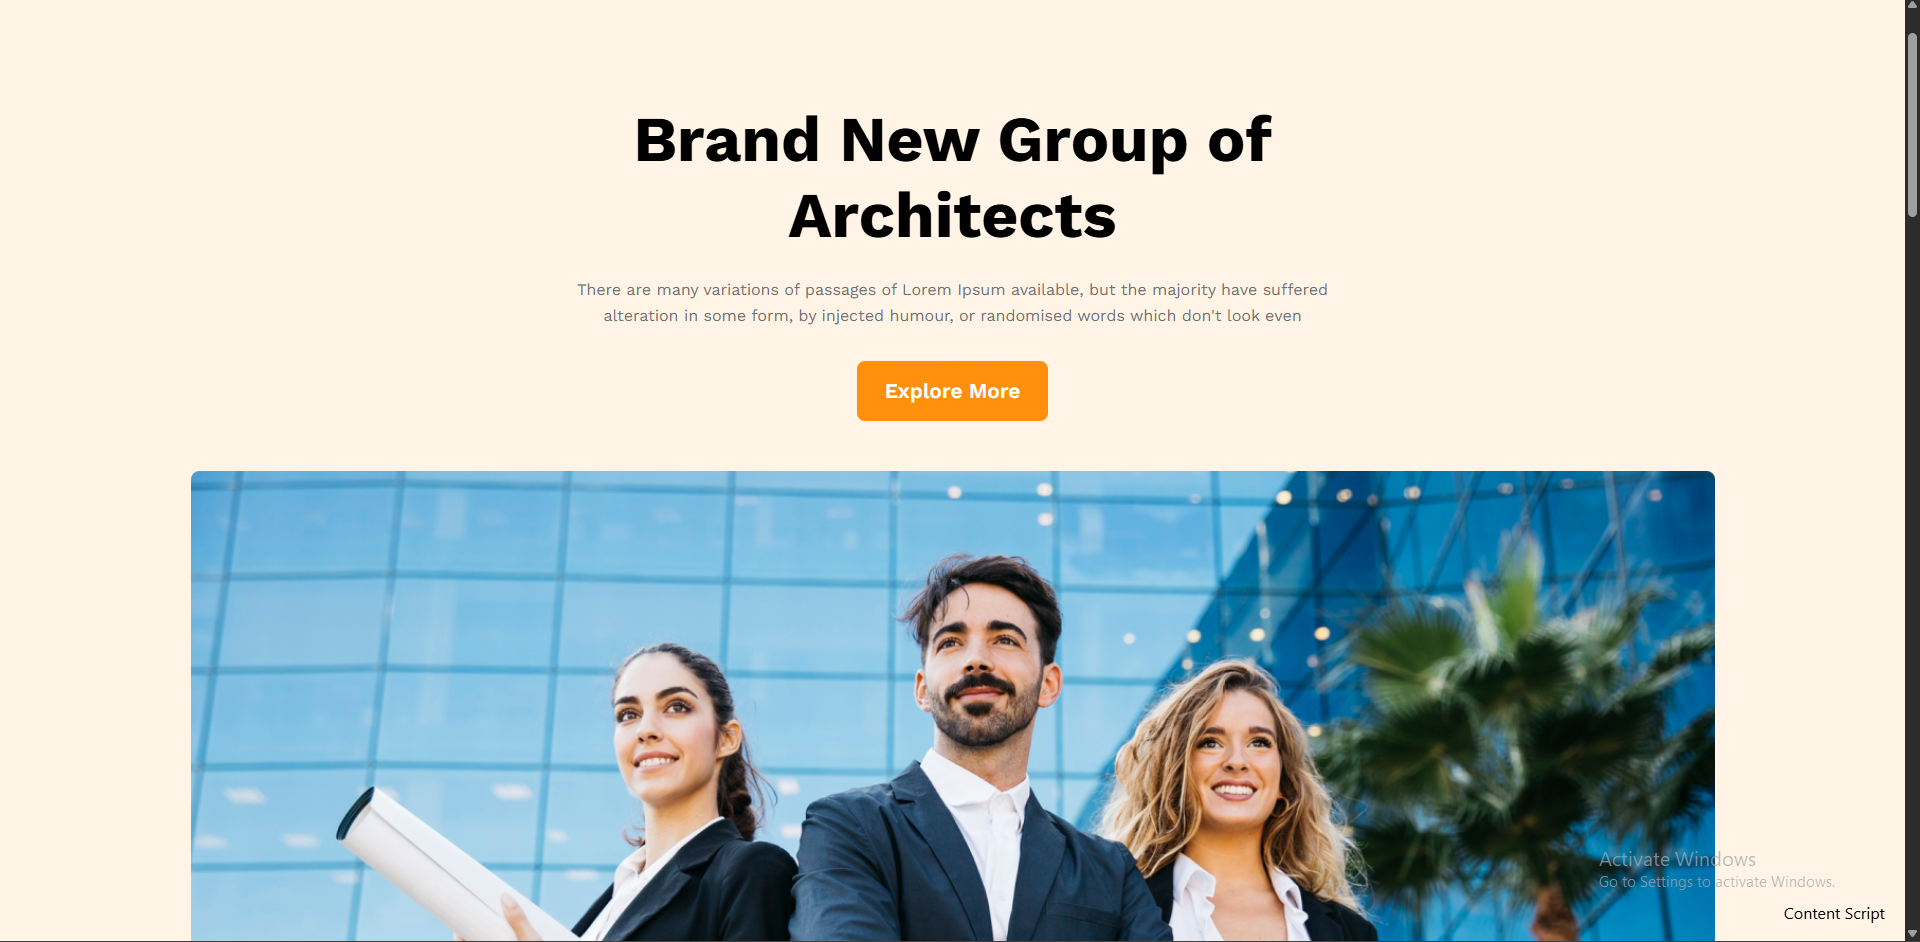 Brand New Group of
Architects
There are many variations of passages of Lorem Ipsum available, but the majority have suffered
alteration in some form, by injected humour, or randomised words which don't look even
Explore More
Activate Windows
Go to Settings to activate Windows.
Content Script